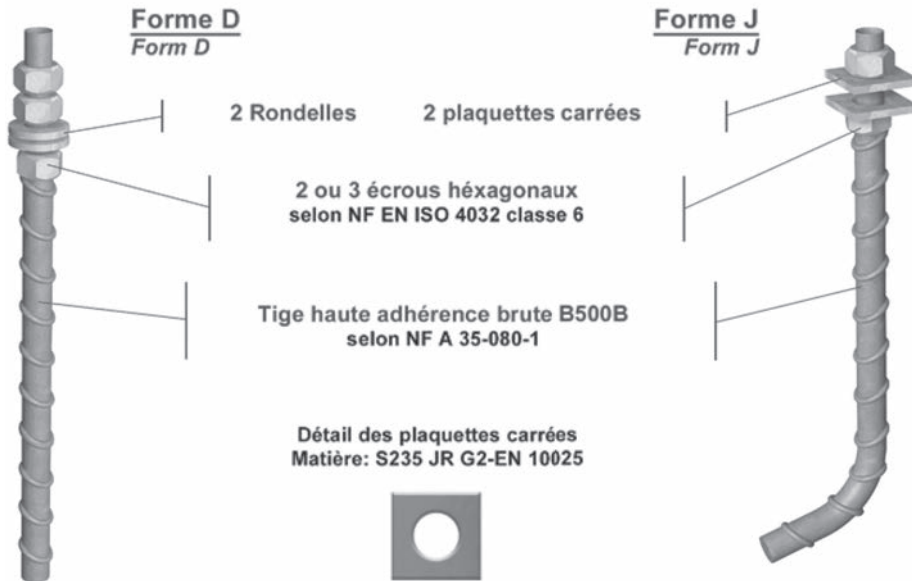 Forme D
Form D
Forme J
Form J
2 Rondelles
2 plaquettes carrées
2 ou 3 écrous héxagonaux
selon NF EN ISO 4032 classe 6
Tige haute adhérence brute B500B
selon NF A 35-080-1
Détail des plaquettes carrées
Matière: S235 JR G2-EN 10025